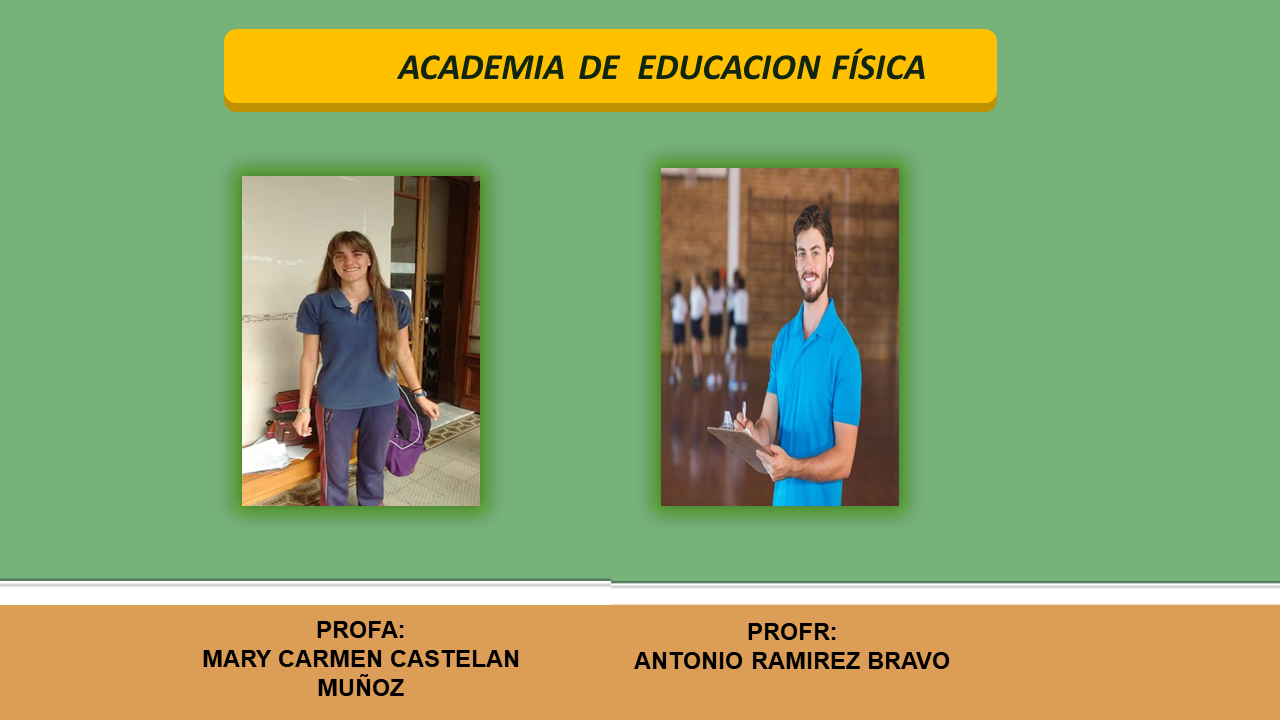 ACADEMIA DE EDUCACION FÍSICA
PROFA:
MARY CARMEN CASTELAN
MUÑOZ
PROFR:
ANTONIO RAMIREZ BRAVO